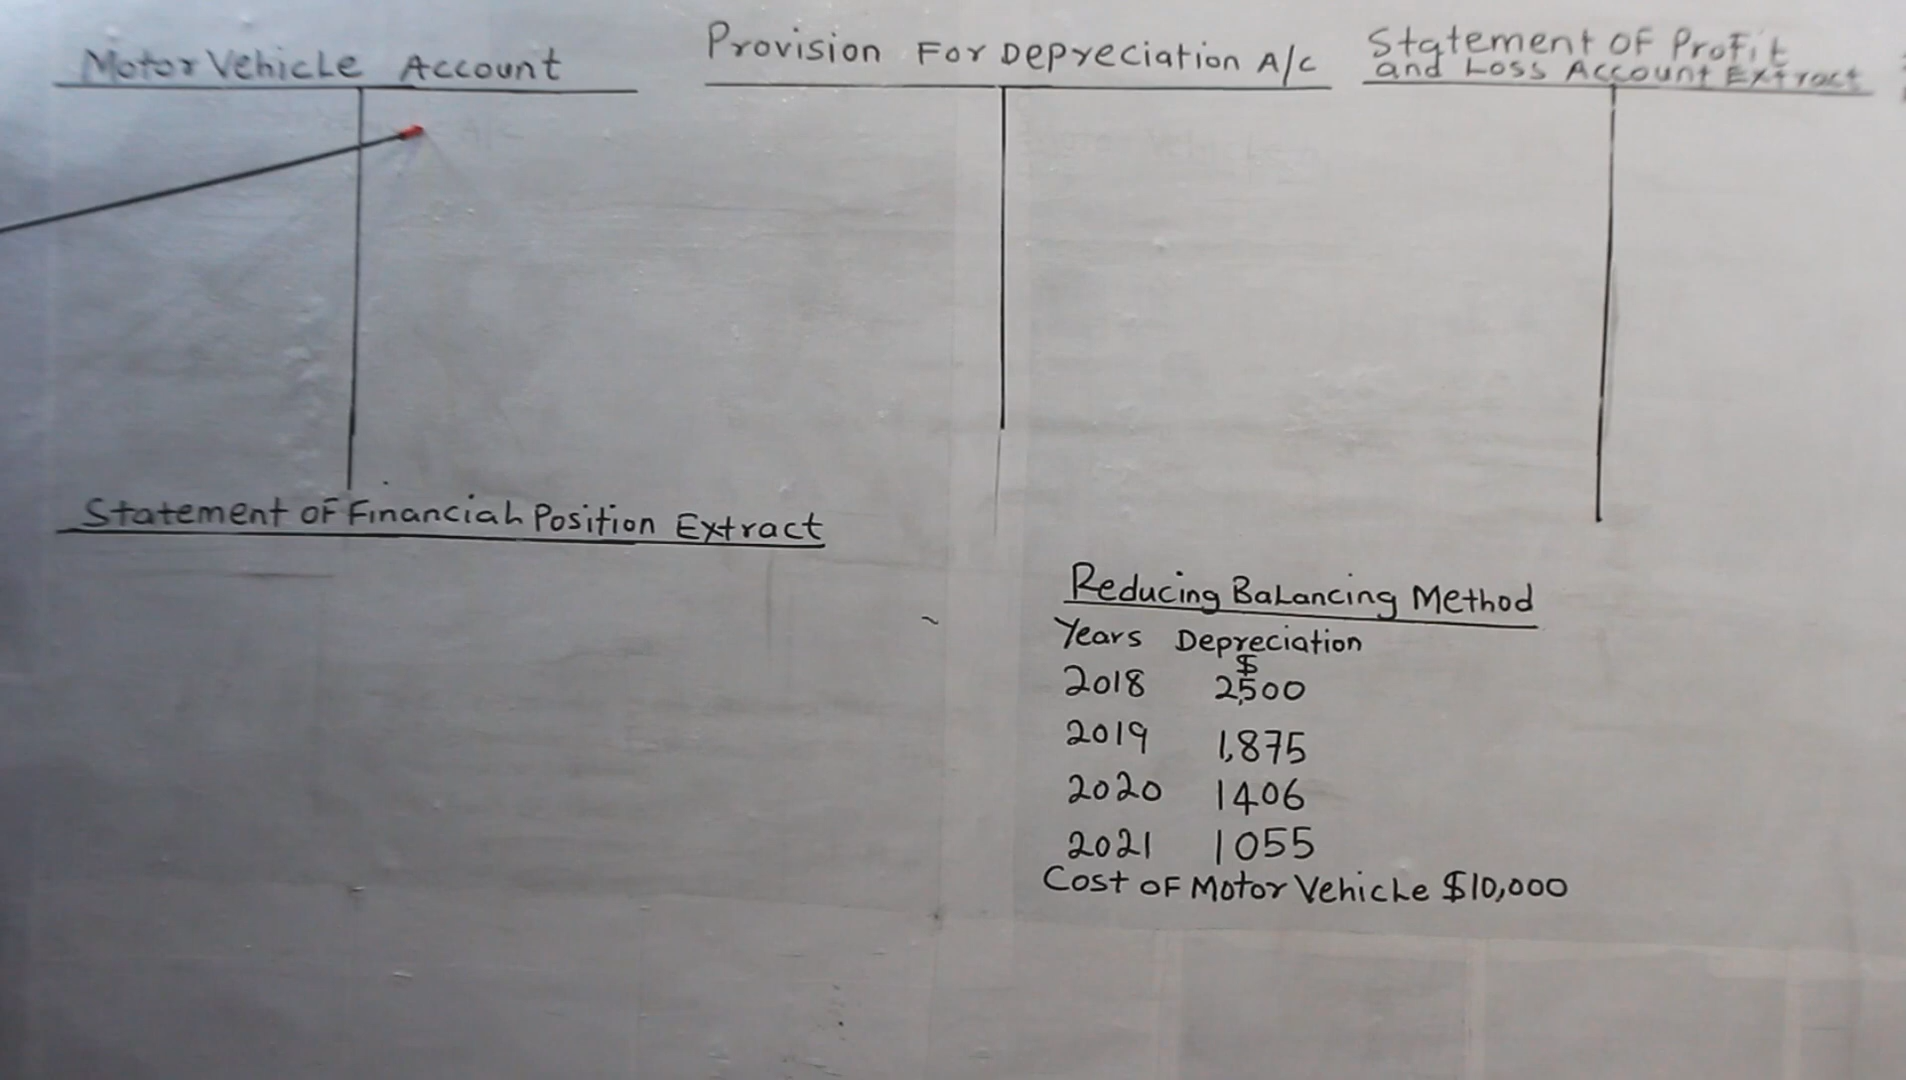 Motor Vehicle Account
Provision For Depreciation A/c
Statement OF Profit
and Loss Account Extract
Statement OF Financial Position Extract
Reducing Balancing Method
Years Depreciation
$
2018 2,500
2019 1,875
2020 1406
2021 1055
Cost OF Motor Vehicle $10,000